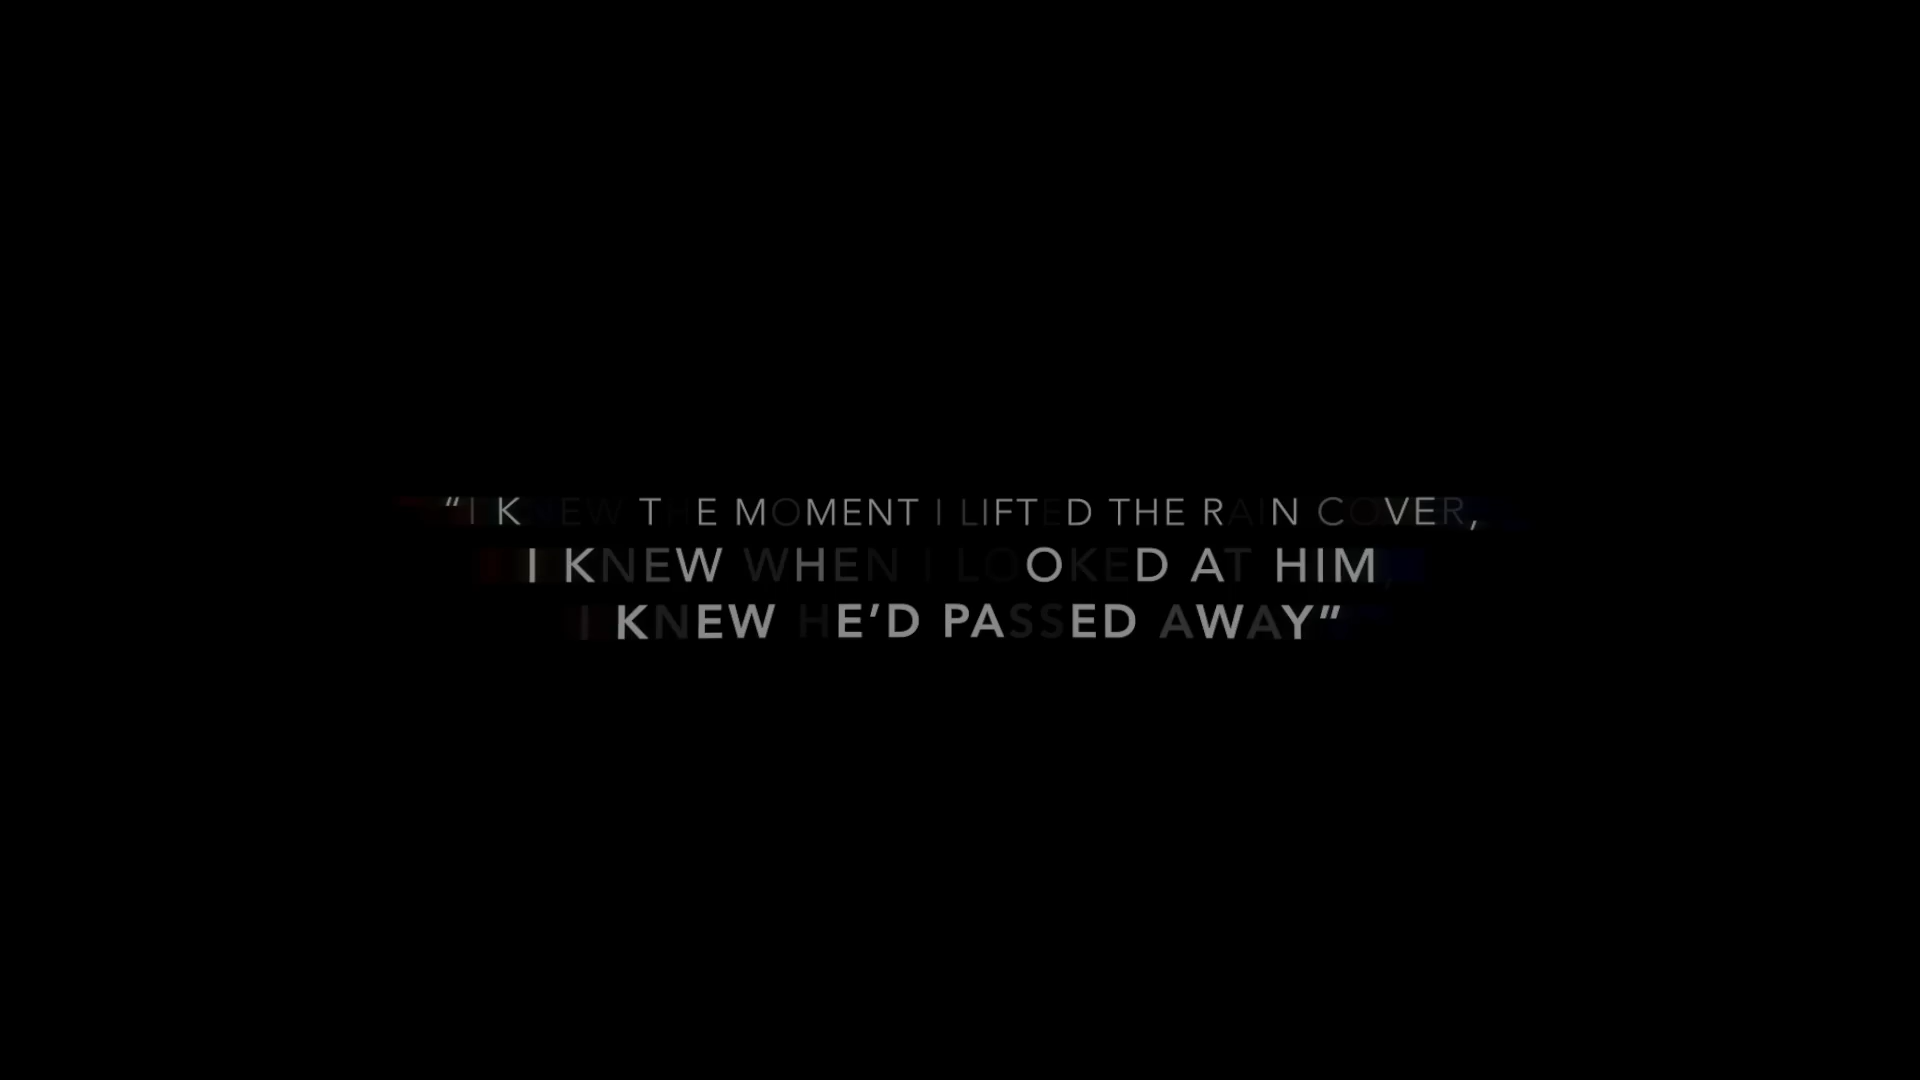 “I KNEW THE MOMENT I LIFTED THE RAIN COVER,
I KNEW WHEN I LOOKED AT HIM,
I KNEW HE’D PASSED AWAY“